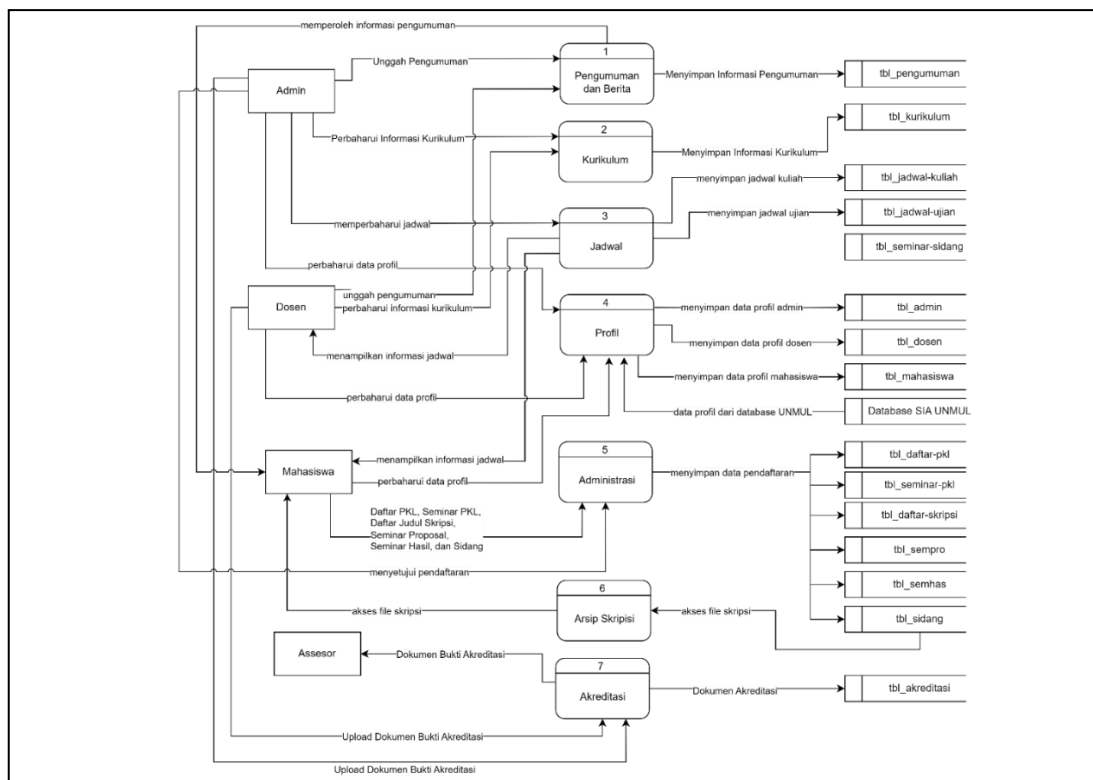 memperoleh informasi pengumuman
1
Pengumuman
dan Berita
Unggah Pengumuman
Menyimpan Informasi Pengumuman
tbl_pengumuman
Admin
2
Kurikulum
Perbaharui Informasi Kurikulum
Menyimpan Informasi Kurikulum
tbl_kurikulum
menyimpan jadwal kuliah
tbl_jadwal-kuliah
3
Jadwal
memperbaharui jadwal
menyimpan jadwal ujian
tbl_jadwal-ujian
tbl_seminar-sidang
perbaharui data profil
unggah pengumuman
Dosen
perbaharui informasi kurikulum
4
Profil
menyimpan data profil admin
tbl_admin
menyimpan data profil dosen
tbl_dosen
menampilkan informasi jadwal
menyimpan data profil mahasiswa
tbl_mahasiswa
perbaharui data profil
data profil dari database UNMUL
Database SIA UNMUL
menampilkan informasi jadwal
Mahasiswa
perbaharui data profil
5
Administrasi
menyimpan data pendaftaran
tbl_daftar-pkl
tbl_seminar-pkl
tbl_daftar-skripsi
tbl_sempro
tbl_semhas
tbl_sidang
Daftar PKL, Seminar PKL,
Daftar Judul Skripsi,
Seminar Proposal,
Seminar Hasil, dan Sidang
menyetujui pendaftaran
6
Arsip Skripisi
akses file skripsi
akses file skripsi
Assesor
Dokumen Bukti Akreditasi
7
Akreditasi
Dokumen Akreditasi
tbl_akreditasi
Upload Dokumen Bukti Akreditasi
Upload Dokumen Bukti Akreditasi